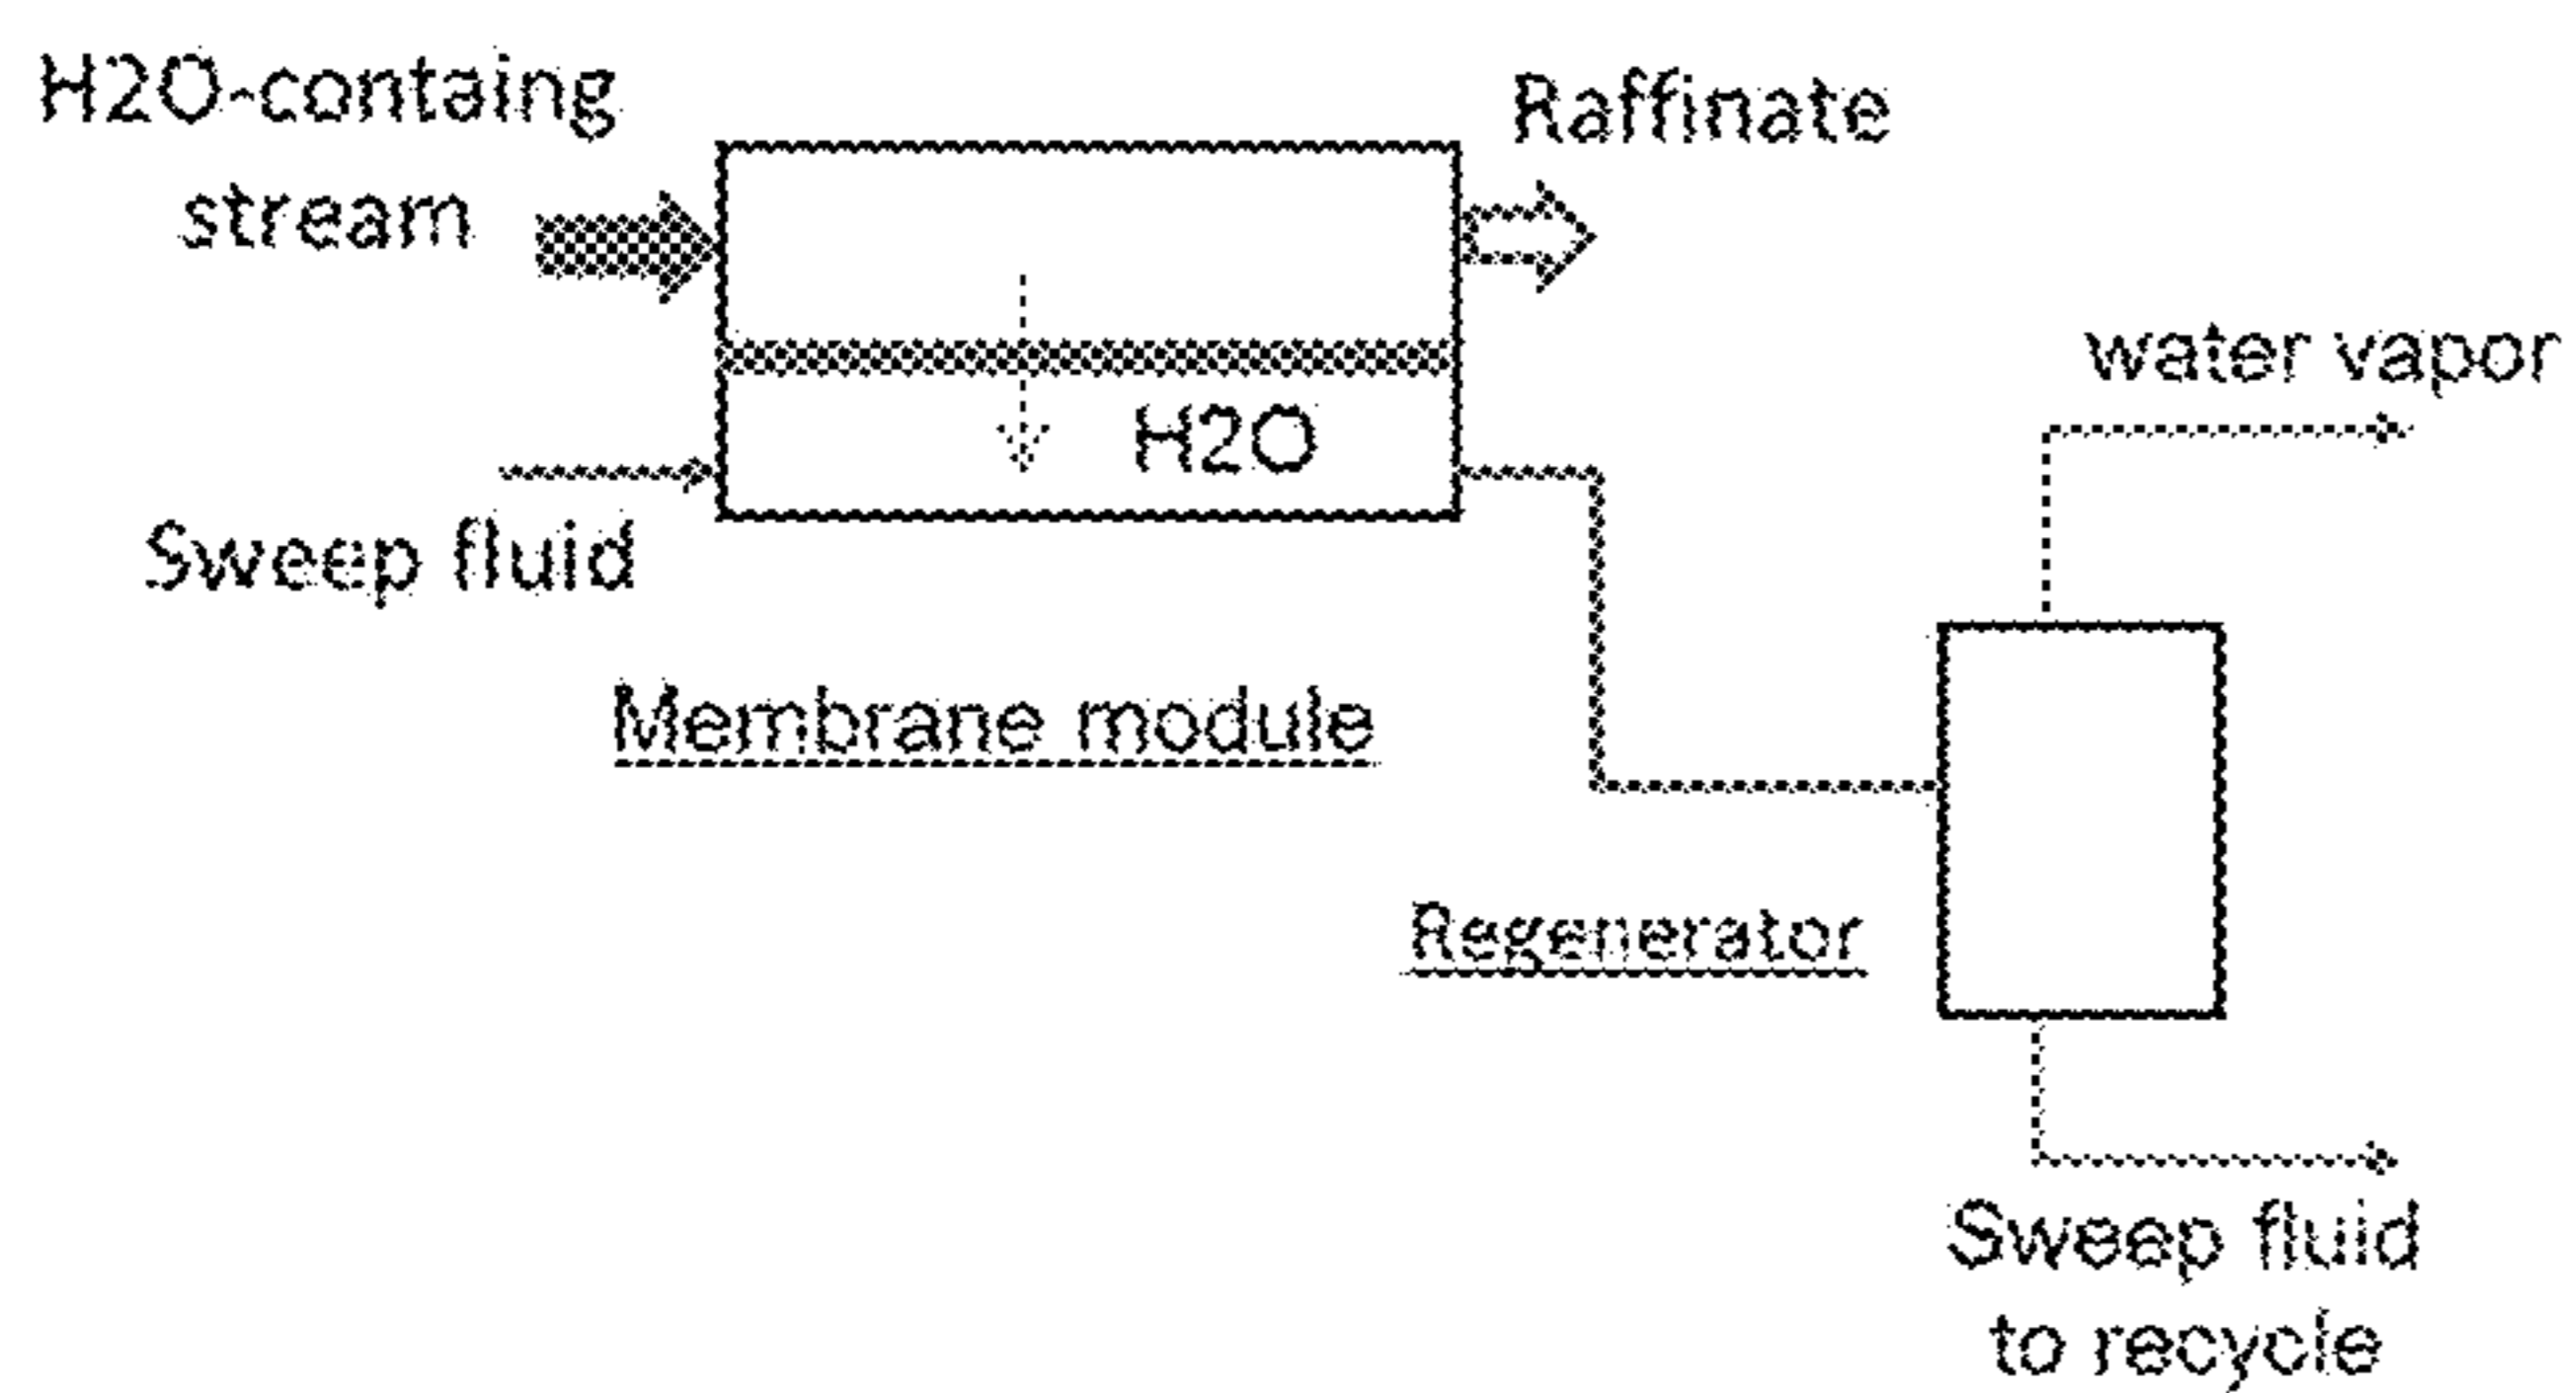 H2O-containg
stream
Raffinate
water vapor
H2O
Sweep fluid
Membrane module
Regenerator
Sweep fluid
to recycle